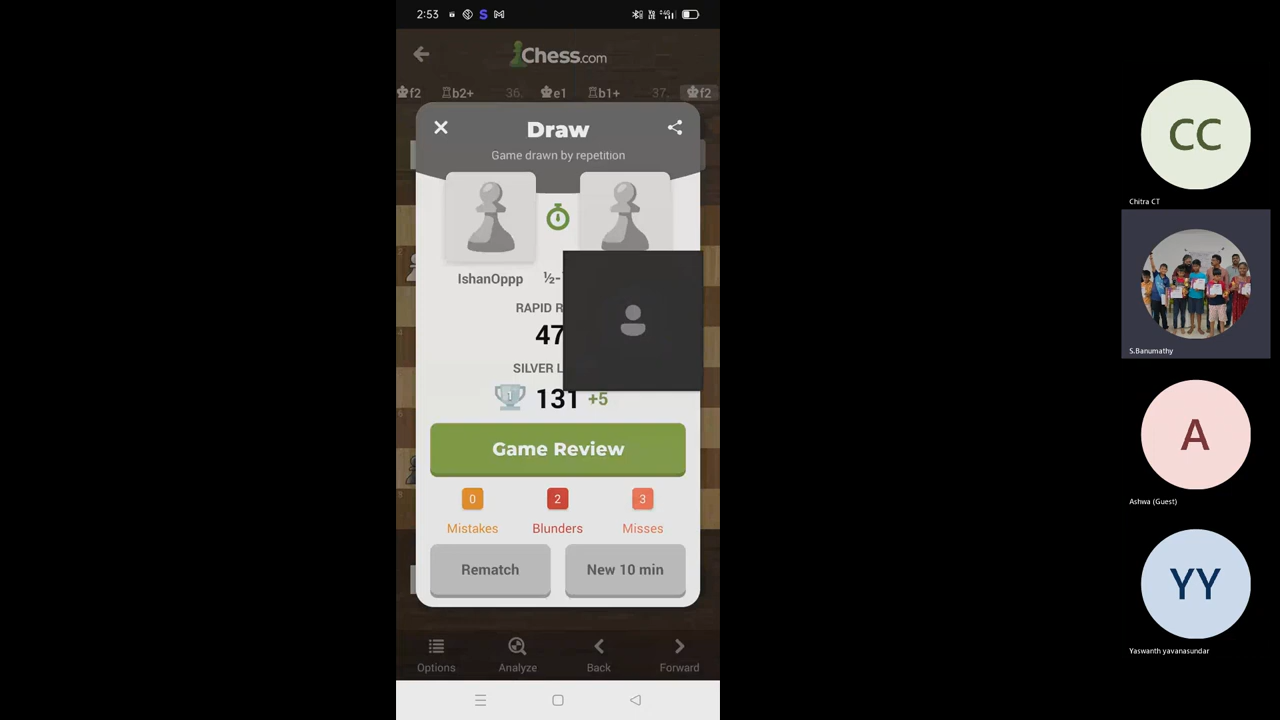 2:53
Chess.com
f2 b2+ 36. e1 b1+ 37. f2
Draw
Game drawn by repetition
IshanOppp ½-
RAPID R
47
SILVER L
1 131 +5
Game Review
0 2 3
Mistakes Blunders Misses
Rematch New 10 min
Options Analyze Back Forward
CC
Chitra CT
S.Banumathy
A
Ashwa (Guest)
YY
Yaswanth yavanasundar